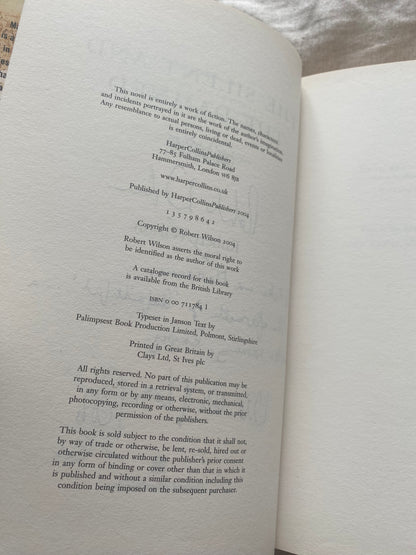 This novel is entirely a work of fiction. The names, characters
and incidents portrayed in it are the work of the author's imagination.
Any resemblance to actual persons, living or dead, events or localities
is entirely coincidental.
HarperCollinsPublishers
77–85 Fulham Palace Road
Hammersmith, London W6 8JB
www.harpercollins.co.uk
Published by HarperCollinsPublishers 2004
1 3 5 7 9 8 6 4 2
Copyright © Robert Wilson 2004
Robert Wilson asserts the moral right to
be identified as the author of this work
A catalogue record for this book
is available from the British Library
ISBN 0 00 711784 1
Typeset in Janson Text by
Palimpsest Book Production Limited, Polmont, Stirlingshire
Printed in Great Britain by
Clays Ltd, St Ives plc
All rights reserved. No part of this publication may be
reproduced, stored in a retrieval system, or transmitted,
in any form or by any means, electronic, mechanical,
photocopying, recording or otherwise, without the prior
permission of the publishers.
This book is sold subject to the condition that it shall not,
by way of trade or otherwise, be lent, re-sold, hired out or
otherwise circulated without the publisher's prior consent
in any form of binding or cover other than that in which it
is published and without a similar condition including this
condition being imposed on the subsequent purchaser.